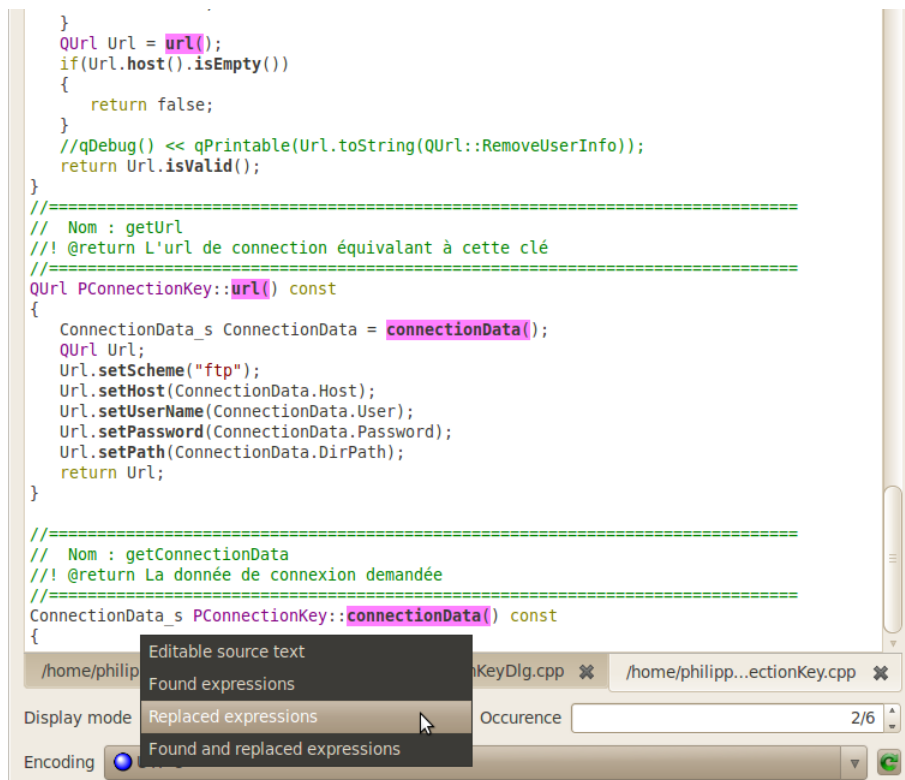 }
QUrl Url = url();
if(Url.host().isEmpty())
{
return false;
}
//qDebug() << qPrintable(Url.toString(QUrl::RemoveUserInfo));
return Url.isValid();
}
//==============================================================================
//  Nom : getUrl
//! @return L'url de connection équivalant à cette clé
//==============================================================================
QUrl PConnectionKey::url() const
{
ConnectionData_s ConnectionData = connectionData();
QUrl Url;
Url.setScheme("ftp");
Url.setHost(ConnectionData.Host);
Url.setUserName(ConnectionData.User);
Url.setPassword(ConnectionData.Password);
Url.setPath(ConnectionData.DirPath);
return Url;
}
//==============================================================================
//  Nom : getConnectionData
//! @return La donnée de connexion demandée
//==============================================================================
ConnectionData_s PConnectionKey::connectionData() const
{
Editable source text
/home/philip nKeyDlg.cpp /home/philipp...ectionKey.cpp
Found expressions
Display mode Replaced expressions Occurence 2/6
Found and replaced expressions
Encoding